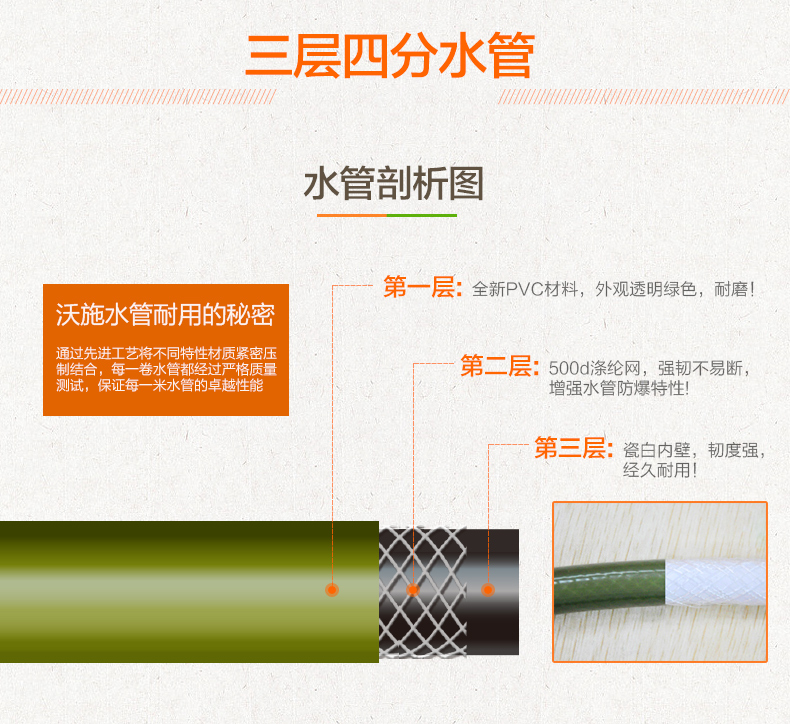 三层四分水管
水管剖析图
沃施水管耐用的秘密
通过先进工艺将不同特性材质紧密压
制结合，每一卷水管都经过严格质量
测试，保证每一米水管的卓越性能
第一层: 全新PVC材料，外观透明绿色，耐磨!
第二层: 500d涤纶网，强韧不易断，
增强水管防爆特性!
第三层: 瓷白内壁，韧度强，
经久耐用!